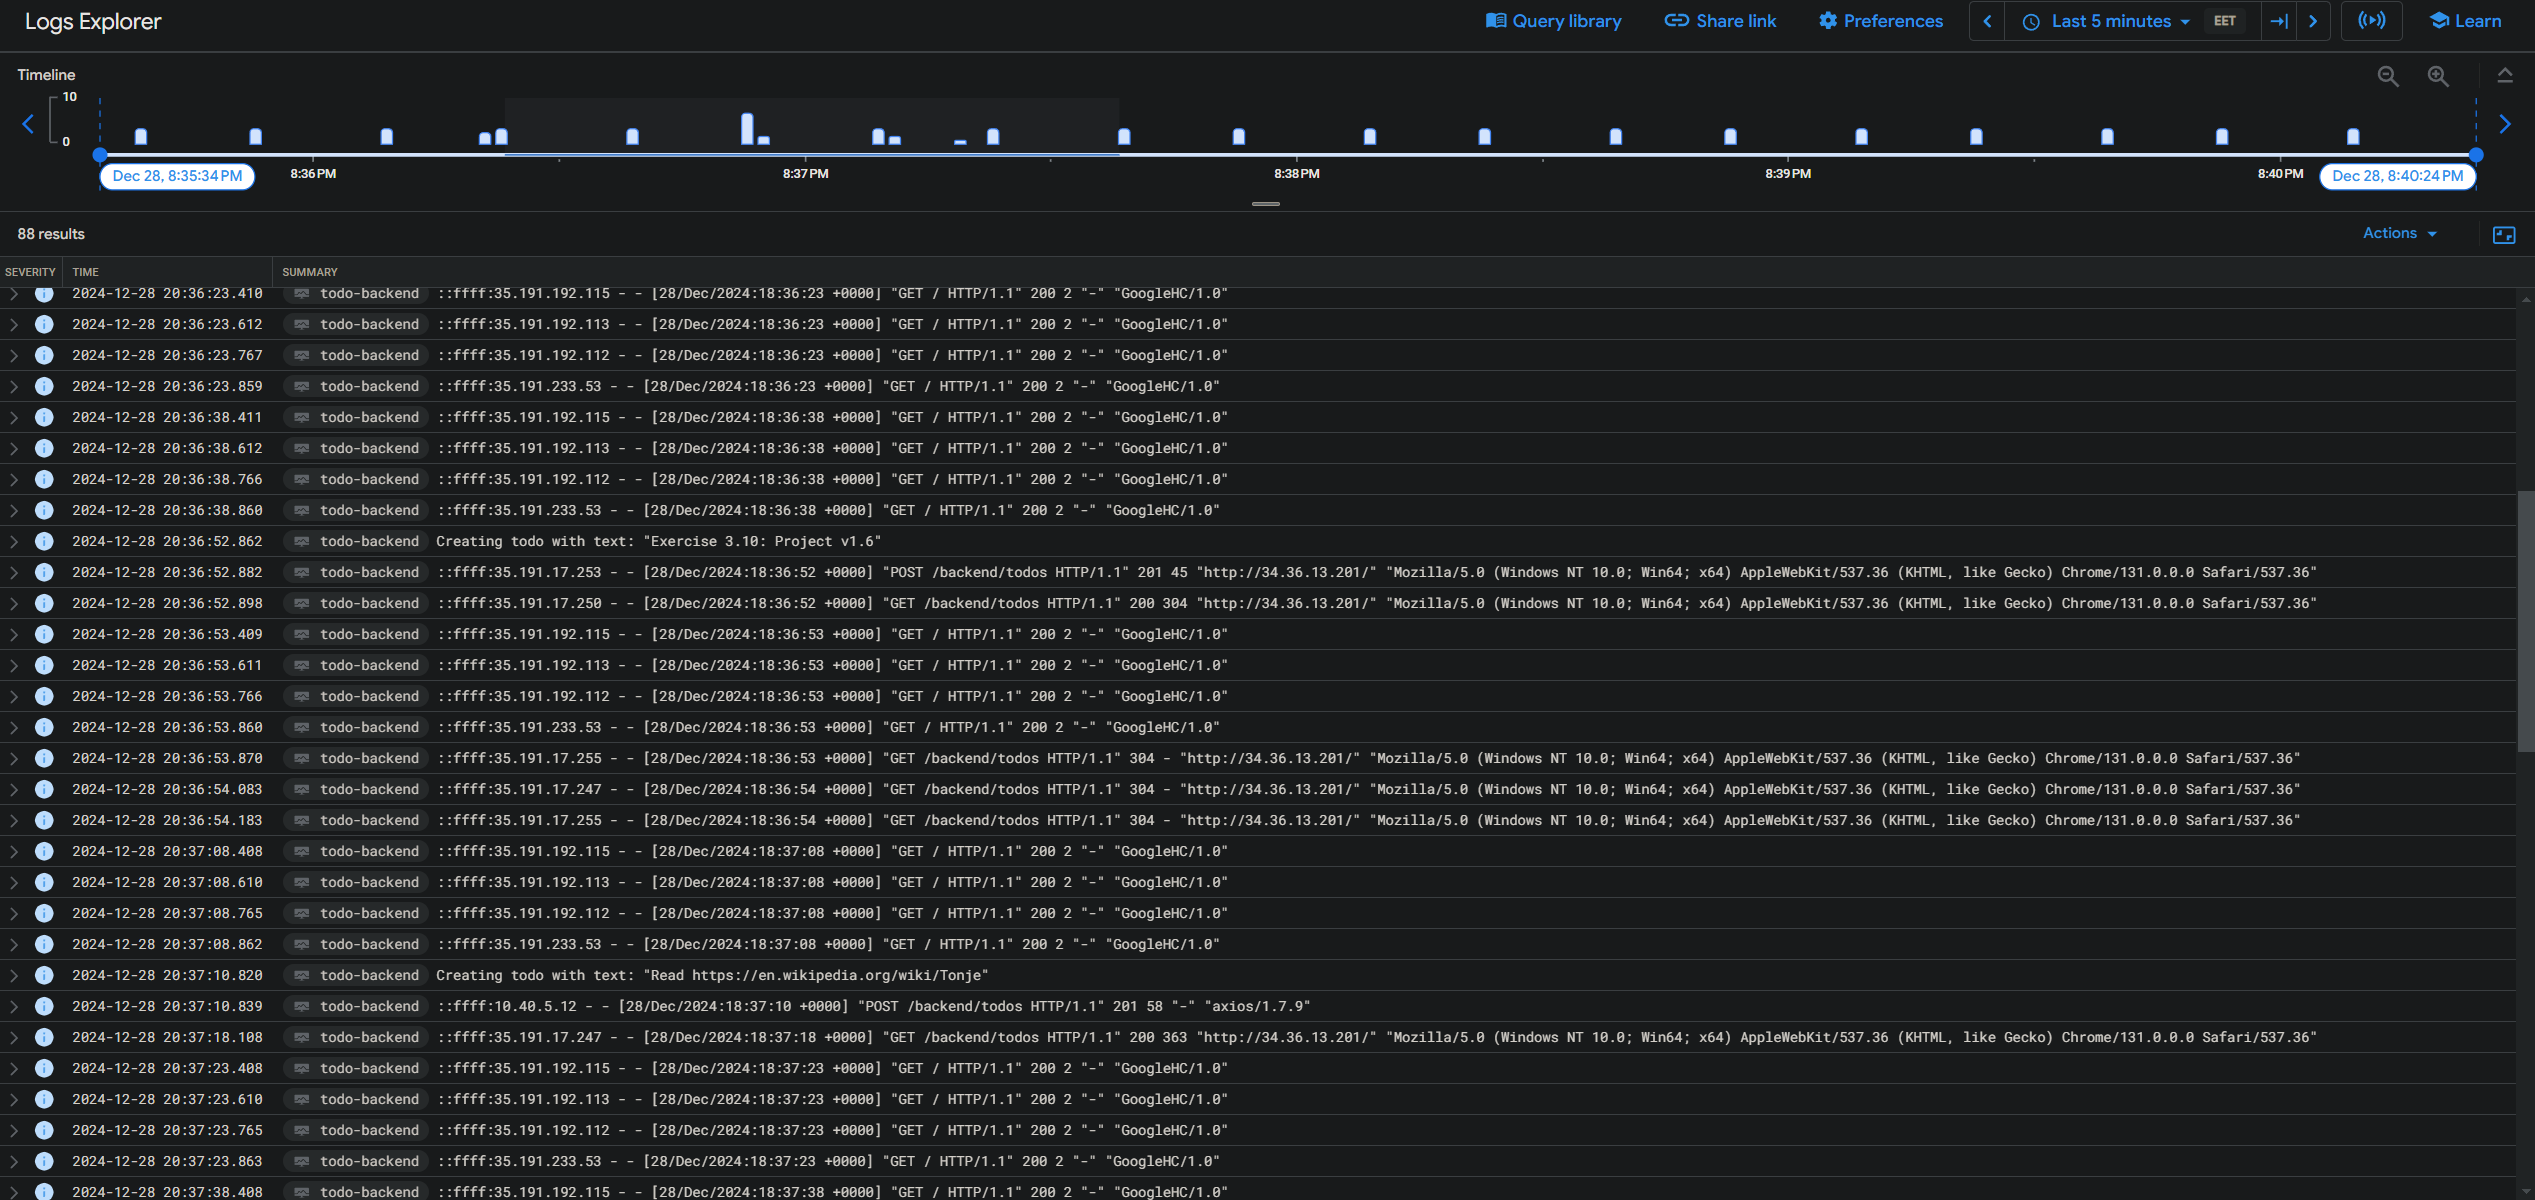 Logs Explorer
Query library
Share link
Preferences
Last 5 minutes
EET
Learn
Timeline
10
0
8:36 PM
8:37 PM
8:38 PM
8:39 PM
8:40 PM
Dec 28, 8:35:34 PM
Dec 28, 8:40:24 PM
88 results
Actions
SEVERITY TIME SUMMARY
2024-12-28 20:36:23.410 todo-backend ::ffff:35.191.192.115 - - [28/Dec/2024:18:36:23 +0000] "GET / HTTP/1.1" 200 2 "-" "GoogleHC/1.0"
2024-12-28 20:36:23.612 todo-backend ::ffff:35.191.192.113 - - [28/Dec/2024:18:36:23 +0000] "GET / HTTP/1.1" 200 2 "-" "GoogleHC/1.0"
2024-12-28 20:36:23.767 todo-backend ::ffff:35.191.192.112 - - [28/Dec/2024:18:36:23 +0000] "GET / HTTP/1.1" 200 2 "-" "GoogleHC/1.0"
2024-12-28 20:36:23.859 todo-backend ::ffff:35.191.233.53 - - [28/Dec/2024:18:36:23 +0000] "GET / HTTP/1.1" 200 2 "-" "GoogleHC/1.0"
2024-12-28 20:36:38.411 todo-backend ::ffff:35.191.192.115 - - [28/Dec/2024:18:36:38 +0000] "GET / HTTP/1.1" 200 2 "-" "GoogleHC/1.0"
2024-12-28 20:36:38.612 todo-backend ::ffff:35.191.192.113 - - [28/Dec/2024:18:36:38 +0000] "GET / HTTP/1.1" 200 2 "-" "GoogleHC/1.0"
2024-12-28 20:36:38.766 todo-backend ::ffff:35.191.192.112 - - [28/Dec/2024:18:36:38 +0000] "GET / HTTP/1.1" 200 2 "-" "GoogleHC/1.0"
2024-12-28 20:36:38.860 todo-backend ::ffff:35.191.233.53 - - [28/Dec/2024:18:36:38 +0000] "GET / HTTP/1.1" 200 2 "-" "GoogleHC/1.0"
2024-12-28 20:36:52.862 todo-backend Creating todo with text: "Exercise 3.10: Project v1.6"
2024-12-28 20:36:52.882 todo-backend ::ffff:35.191.17.253 - - [28/Dec/2024:18:36:52 +0000] "POST /backend/todos HTTP/1.1" 201 45 "http://34.36.13.201/" "Mozilla/5.0 (Windows NT 10.0; Win64; x64) AppleWebKit/537.36 (KHTML, like Gecko) Chrome/131.0.0.0 Safari/537.36"
2024-12-28 20:36:52.898 todo-backend ::ffff:35.191.17.250 - - [28/Dec/2024:18:36:52 +0000] "GET /backend/todos HTTP/1.1" 200 304 "http://34.36.13.201/" "Mozilla/5.0 (Windows NT 10.0; Win64; x64) AppleWebKit/537.36 (KHTML, like Gecko) Chrome/131.0.0.0 Safari/537.36"
2024-12-28 20:36:53.409 todo-backend ::ffff:35.191.192.115 - - [28/Dec/2024:18:36:53 +0000] "GET / HTTP/1.1" 200 2 "-" "GoogleHC/1.0"
2024-12-28 20:36:53.611 todo-backend ::ffff:35.191.192.113 - - [28/Dec/2024:18:36:53 +0000] "GET / HTTP/1.1" 200 2 "-" "GoogleHC/1.0"
2024-12-28 20:36:53.766 todo-backend ::ffff:35.191.192.112 - - [28/Dec/2024:18:36:53 +0000] "GET / HTTP/1.1" 200 2 "-" "GoogleHC/1.0"
2024-12-28 20:36:53.860 todo-backend ::ffff:35.191.233.53 - - [28/Dec/2024:18:36:53 +0000] "GET / HTTP/1.1" 200 2 "-" "GoogleHC/1.0"
2024-12-28 20:36:53.870 todo-backend ::ffff:35.191.17.255 - - [28/Dec/2024:18:36:53 +0000] "GET /backend/todos HTTP/1.1" 304 - "http://34.36.13.201/" "Mozilla/5.0 (Windows NT 10.0; Win64; x64) AppleWebKit/537.36 (KHTML, like Gecko) Chrome/131.0.0.0 Safari/537.36"
2024-12-28 20:36:54.083 todo-backend ::ffff:35.191.17.247 - - [28/Dec/2024:18:36:54 +0000] "GET /backend/todos HTTP/1.1" 304 - "http://34.36.13.201/" "Mozilla/5.0 (Windows NT 10.0; Win64; x64) AppleWebKit/537.36 (KHTML, like Gecko) Chrome/131.0.0.0 Safari/537.36"
2024-12-28 20:36:54.183 todo-backend ::ffff:35.191.17.255 - - [28/Dec/2024:18:36:54 +0000] "GET /backend/todos HTTP/1.1" 304 - "http://34.36.13.201/" "Mozilla/5.0 (Windows NT 10.0; Win64; x64) AppleWebKit/537.36 (KHTML, like Gecko) Chrome/131.0.0.0 Safari/537.36"
2024-12-28 20:37:08.408 todo-backend ::ffff:35.191.192.115 - - [28/Dec/2024:18:37:08 +0000] "GET / HTTP/1.1" 200 2 "-" "GoogleHC/1.0"
2024-12-28 20:37:08.610 todo-backend ::ffff:35.191.192.113 - - [28/Dec/2024:18:37:08 +0000] "GET / HTTP/1.1" 200 2 "-" "GoogleHC/1.0"
2024-12-28 20:37:08.765 todo-backend ::ffff:35.191.192.112 - - [28/Dec/2024:18:37:08 +0000] "GET / HTTP/1.1" 200 2 "-" "GoogleHC/1.0"
2024-12-28 20:37:08.862 todo-backend ::ffff:35.191.233.53 - - [28/Dec/2024:18:37:08 +0000] "GET / HTTP/1.1" 200 2 "-" "GoogleHC/1.0"
2024-12-28 20:37:10.820 todo-backend Creating todo with text: "Read https://en.wikipedia.org/wiki/Tonje"
2024-12-28 20:37:10.839 todo-backend ::ffff:10.40.5.12 - - [28/Dec/2024:18:37:10 +0000] "POST /backend/todos HTTP/1.1" 201 58 "-" "axios/1.7.9"
2024-12-28 20:37:18.108 todo-backend ::ffff:35.191.17.247 - - [28/Dec/2024:18:37:18 +0000] "GET /backend/todos HTTP/1.1" 200 363 "http://34.36.13.201/" "Mozilla/5.0 (Windows NT 10.0; Win64; x64) AppleWebKit/537.36 (KHTML, like Gecko) Chrome/131.0.0.0 Safari/537.36"
2024-12-28 20:37:23.408 todo-backend ::ffff:35.191.192.115 - - [28/Dec/2024:18:37:23 +0000] "GET / HTTP/1.1" 200 2 "-" "GoogleHC/1.0"
2024-12-28 20:37:23.610 todo-backend ::ffff:35.191.192.113 - - [28/Dec/2024:18:37:23 +0000] "GET / HTTP/1.1" 200 2 "-" "GoogleHC/1.0"
2024-12-28 20:37:23.765 todo-backend ::ffff:35.191.192.112 - - [28/Dec/2024:18:37:23 +0000] "GET / HTTP/1.1" 200 2 "-" "GoogleHC/1.0"
2024-12-28 20:37:23.863 todo-backend ::ffff:35.191.233.53 - - [28/Dec/2024:18:37:23 +0000] "GET / HTTP/1.1" 200 2 "-" "GoogleHC/1.0"
2024-12-28 20:37:38.408 todo-backend ::ffff:35.191.192.115 - - [28/Dec/2024:18:37:38 +0000] "GET / HTTP/1.1" 200 2 "-" "GoogleHC/1.0"